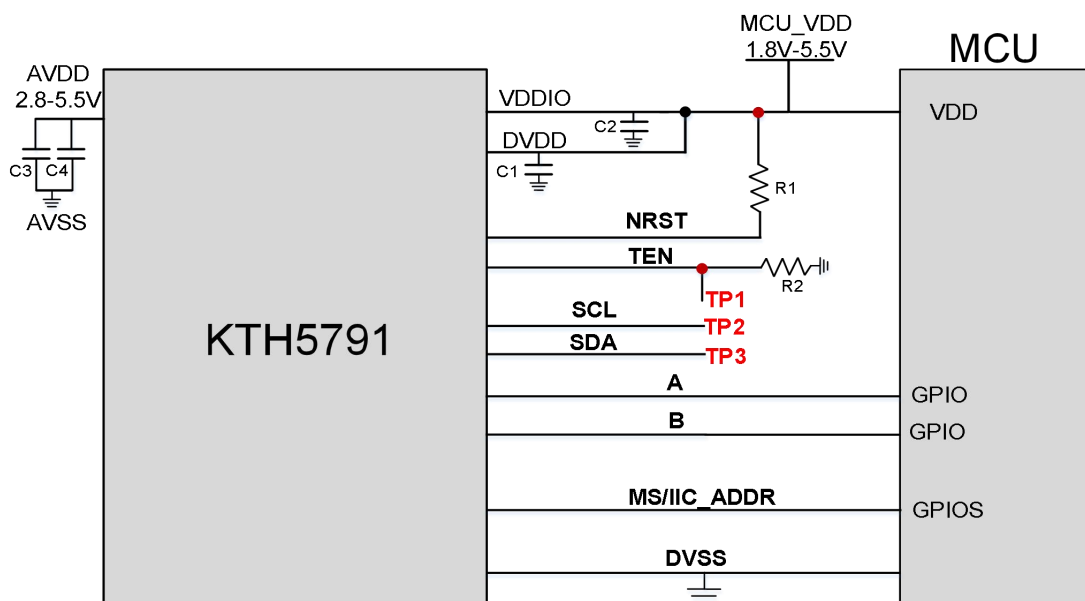 MCU_VDD
1.8V-5.5V
MCU
AVDD
2.8-5.5V
VDDIO
VDD
C2
DVDD
C3
C4
C1
R1
AVSS
NRST
TEN
R2
TP1
SCL
TP2
KTH5791
SDA
TP3
A
GPIO
B
GPIO
MS/IIC_ADDR
GPIOS
DVSS